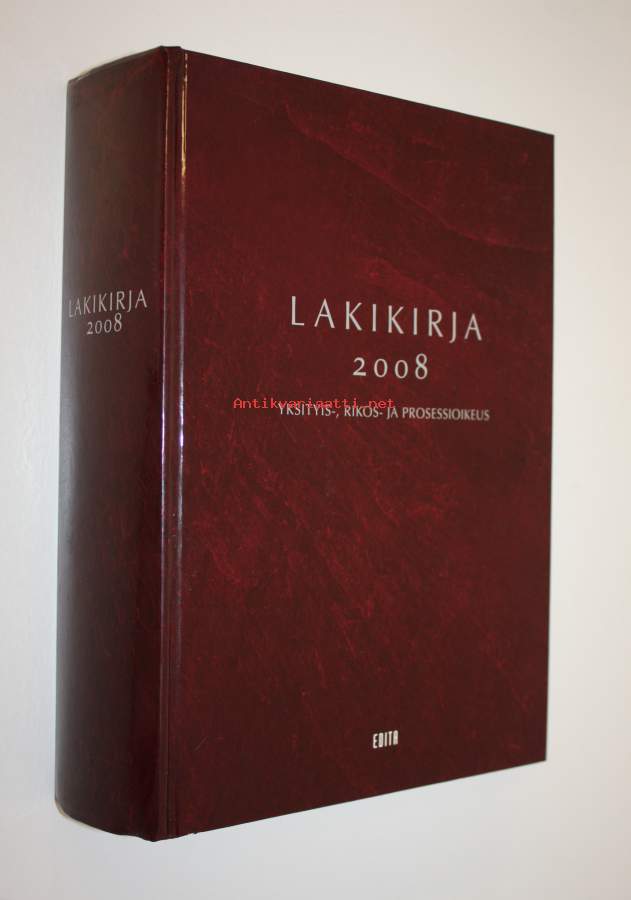 LAKIKIRJA
2008
LAKIKIRJA
2008
Antikvariaatti.net
YKSITYIS-, RIKOS- JA PROSESSIOIKEUS
EDITA